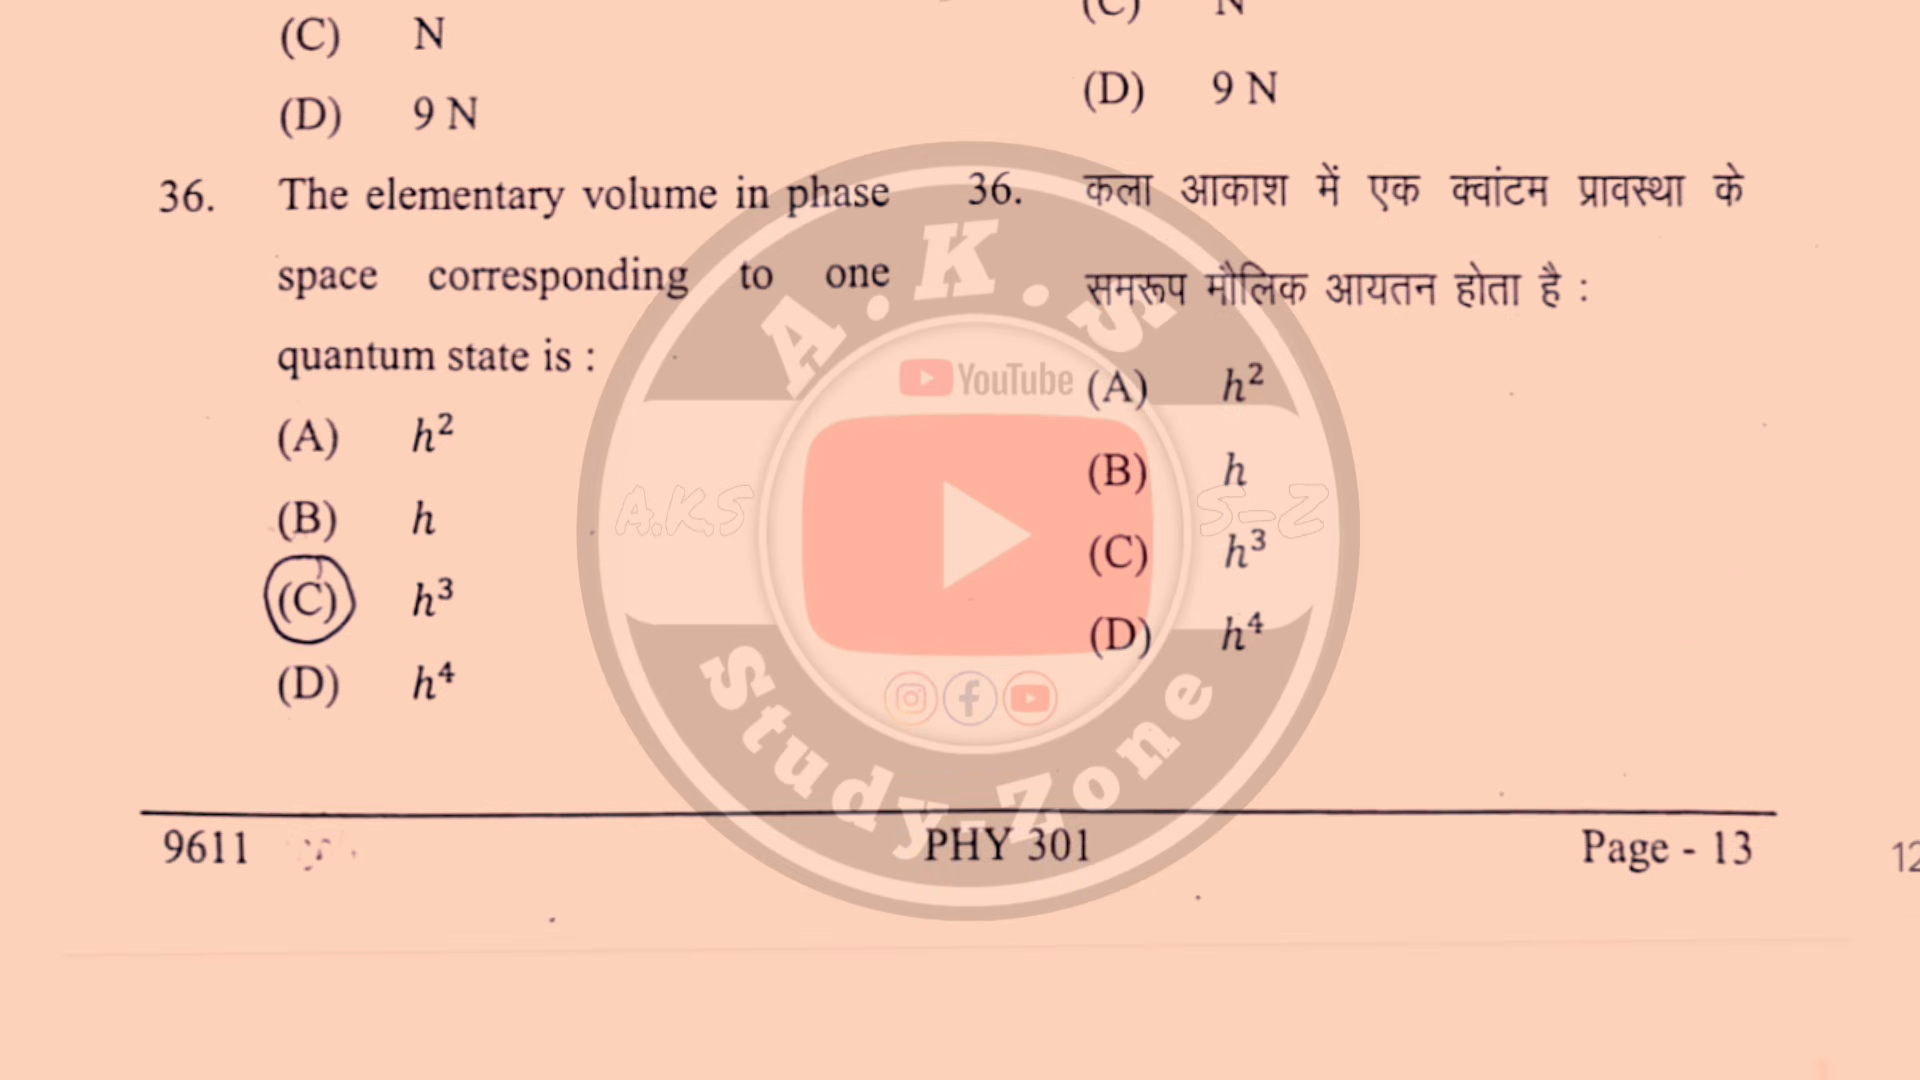 (C) N
(D) 9 N
36. The elementary volume in phase
space corresponding to one
quantum state is :
(A) h²
(B) h
(C) h³
(D) h⁴
(C) N
(D) 9 N
36. कला आकाश में एक क्वांटम प्रावस्था के
समरूप मौलिक आयतन होता है :
(A) h²
(B) h
(C) h³
(D) h⁴
A.K.S
YouTube
A.K.S S-Z
Study-Zone
9611 PHY 301 Page - 13
12